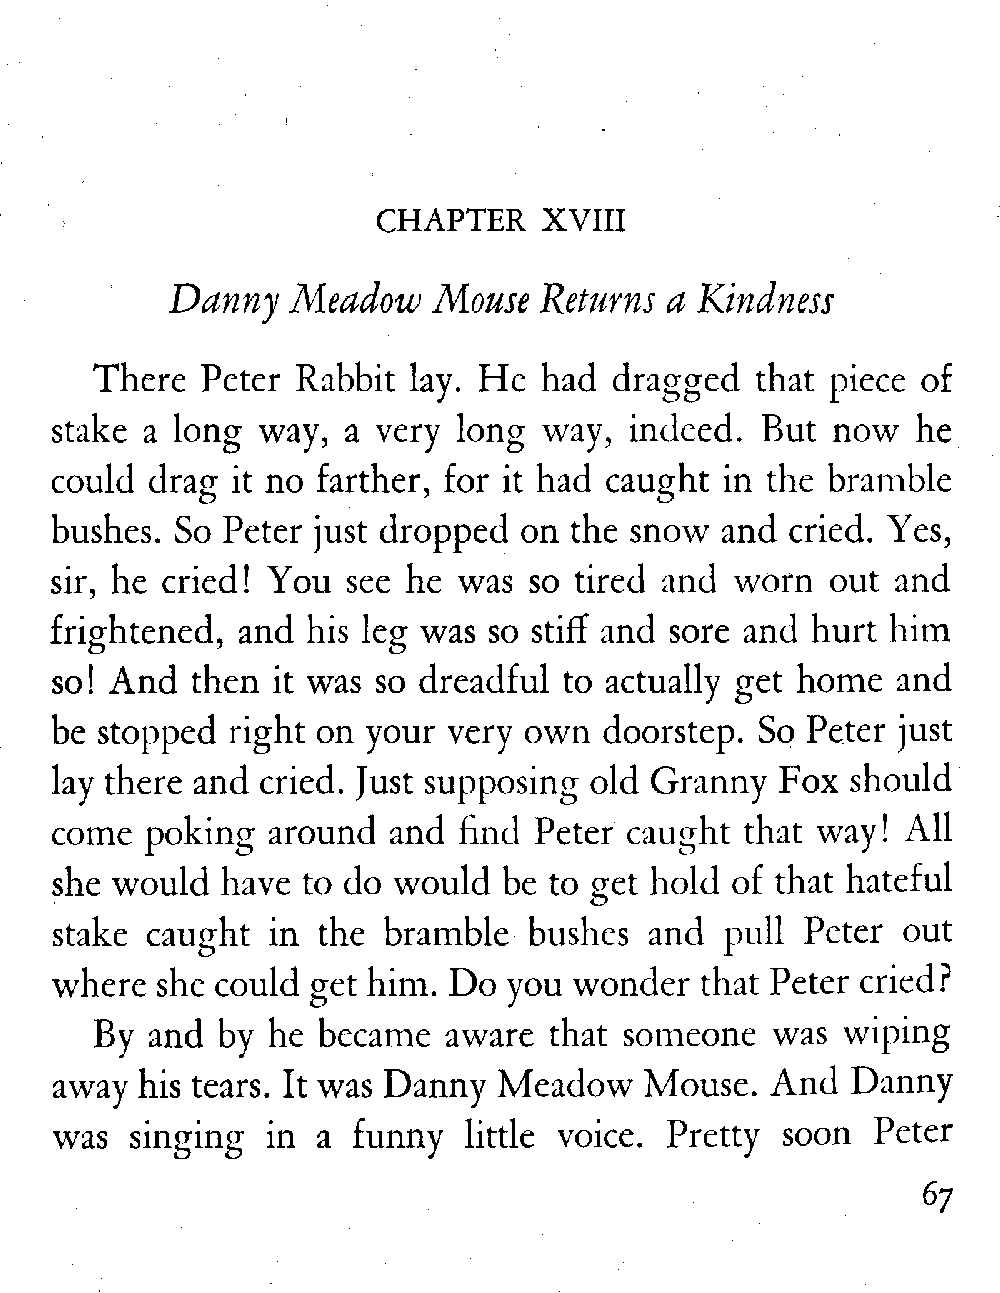 CHAPTER XVIII
Danny Meadow Mouse Returns a Kindness
There Peter Rabbit lay. He had dragged that piece of
stake a long way, a very long way, indeed. But now he
could drag it no farther, for it had caught in the bramble
bushes. So Peter just dropped on the snow and cried. Yes,
sir, he cried! You see he was so tired and worn out and
frightened, and his leg was so stiff and sore and hurt him
so! And then it was so dreadful to actually get home and
be stopped right on your very own doorstep. So Peter just
lay there and cried. Just supposing old Granny Fox should
come poking around and find Peter caught that way! All
she would have to do would be to get hold of that hateful
stake caught in the bramble bushes and pull Peter out
where she could get him. Do you wonder that Peter cried?
By and by he became aware that someone was wiping
away his tears. It was Danny Meadow Mouse. And Danny
was singing in a funny little voice. Pretty soon Peter
67